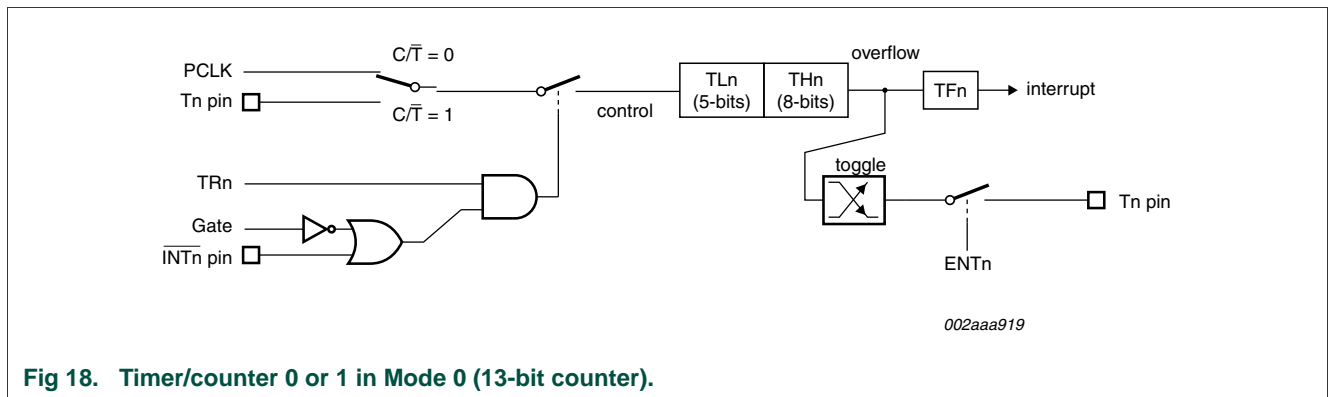 C/T̅ = 0
overflow
PCLK
TLn
(5-bits)
THn
(8-bits)
TFn
interrupt
Tn pin
C/T̅ = 1
control
toggle
TRn
Tn pin
Gate
I̅N̅T̅n̅ pin
ENTn
002aaa919
Fig 18. Timer/counter 0 or 1 in Mode 0 (13-bit counter).